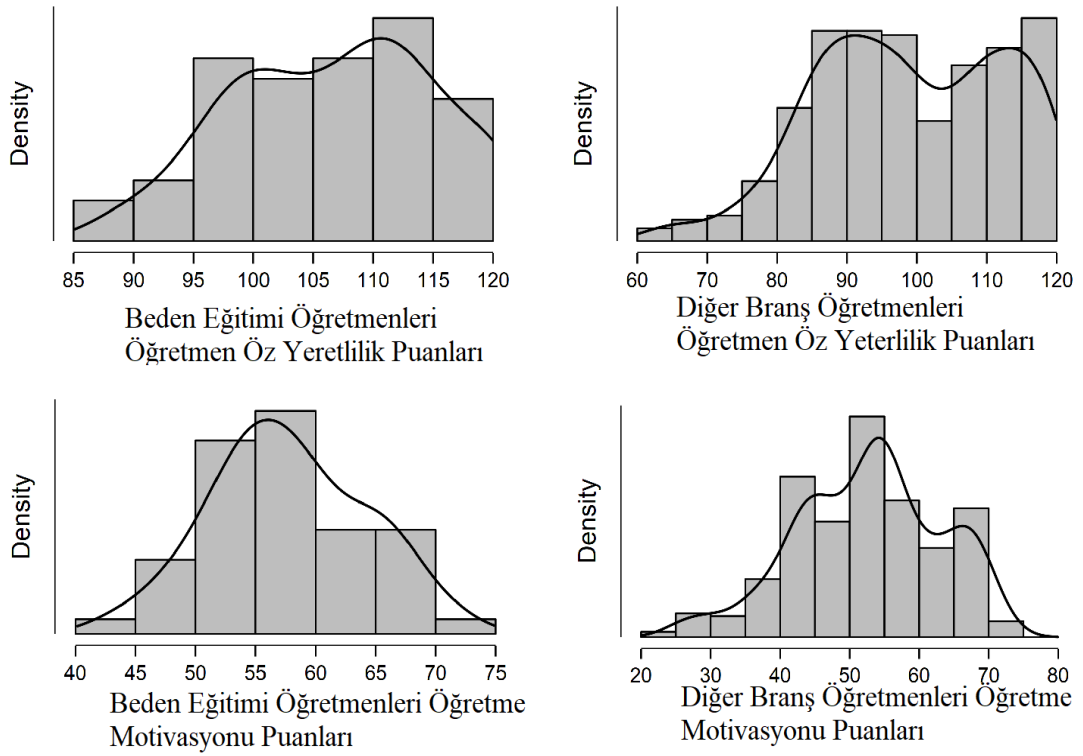 Density
85 90 95 100 105 110 115 120
Beden Eğitimi Öğretmenleri
Öğretmen Öz Yeretlilik Puanları
Density
60 70 80 90 100 110 120
Diğer Branş Öğretmenleri
Öğretmen Öz Yeterlilik Puanları
Density
40 45 50 55 60 65 70 75
Beden Eğitimi Öğretmenleri Öğretme
Motivasyonu Puanları
Density
20 30 40 50 60 70 80
Diğer Branş Öğretmenleri Öğretme
Motivasyonu Puanları